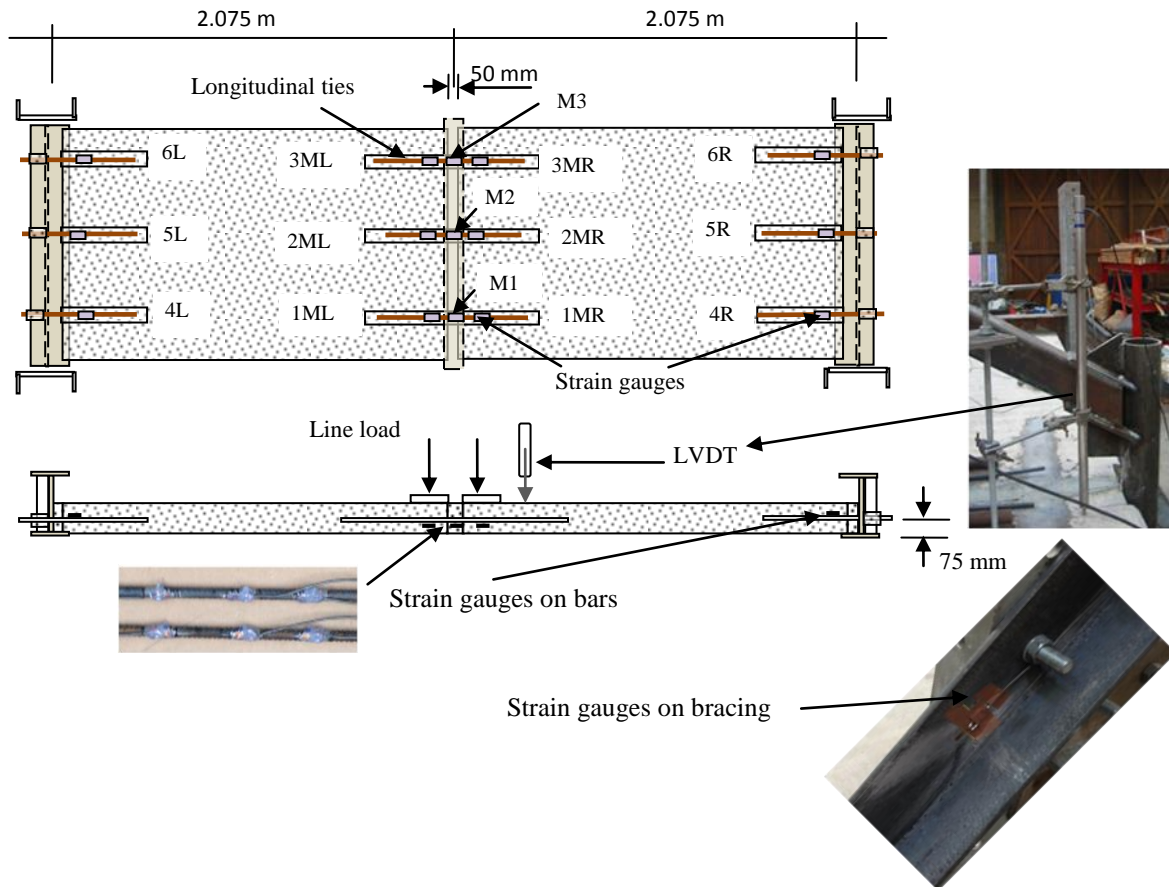 2.075 m
2.075 m
50 mm
Longitudinal ties
M3
6L
3ML
3MR
6R
M2
5L
2ML
2MR
5R
M1
4L
1ML
1MR
4R
Strain gauges
Line load
LVDT
75 mm
Strain gauges on bars
Strain gauges on bracing